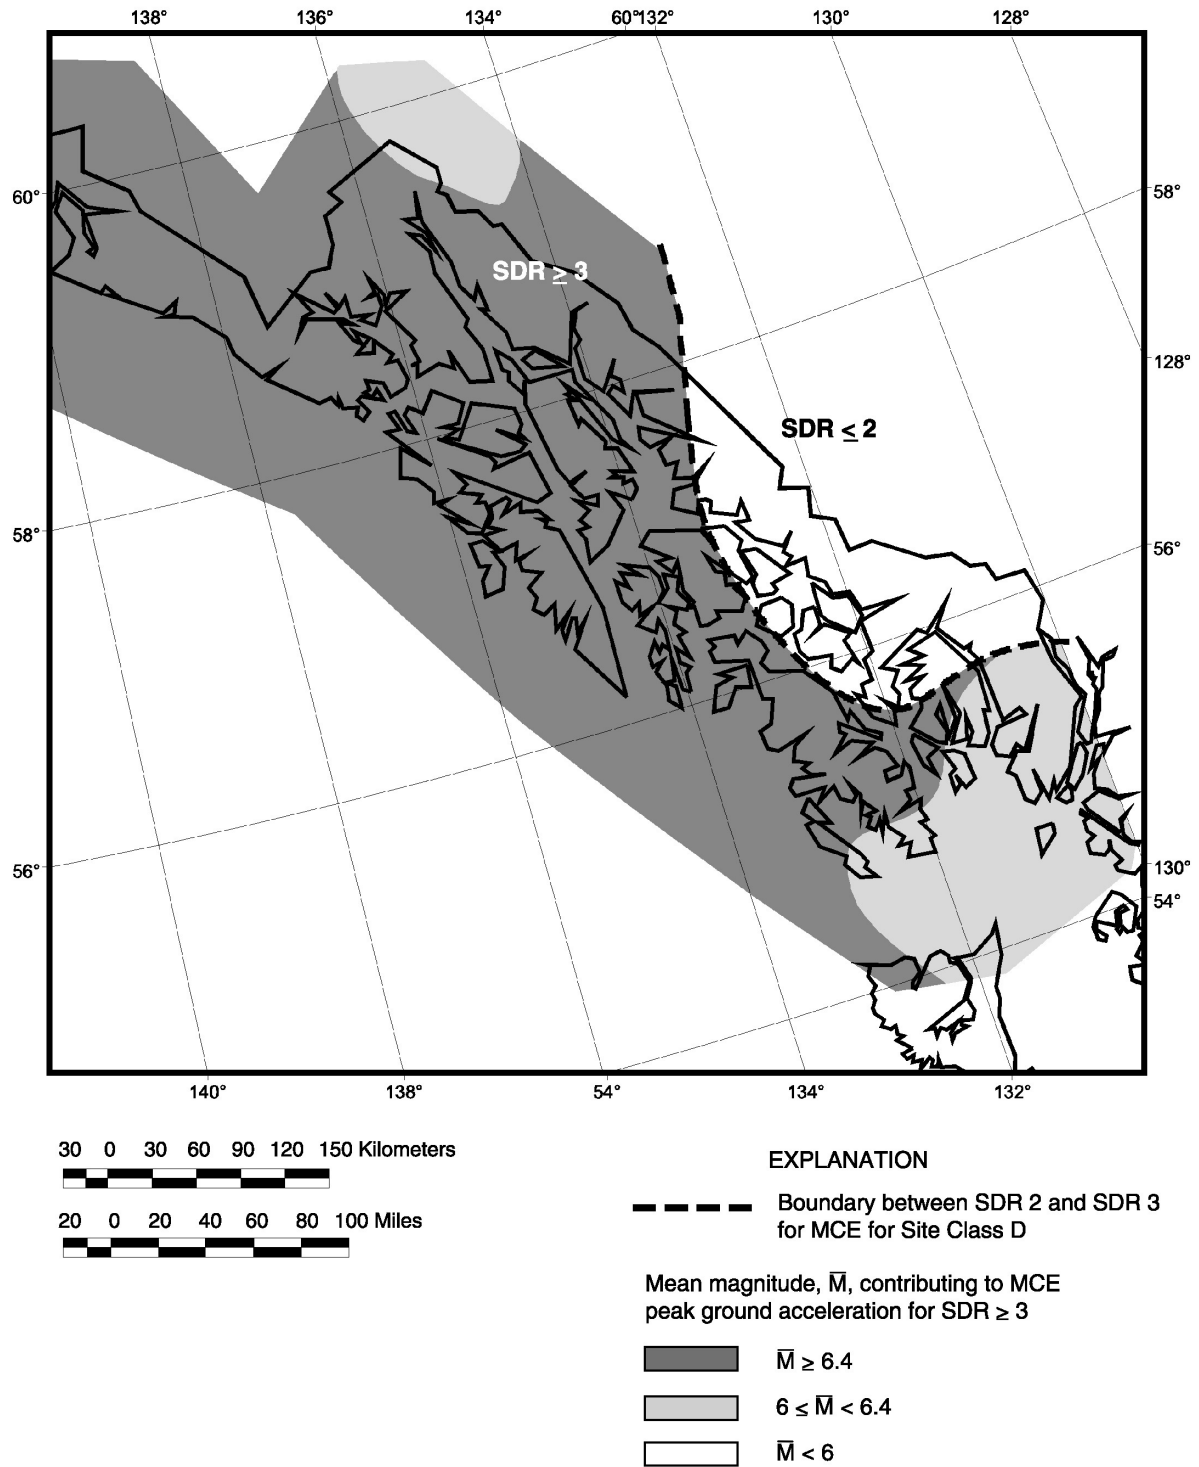 138° 136° 134° 60° 132° 130° 128°
60°
58°
SDR ≥ 3
128°
SDR ≤ 2
58°
56°
56°
130°
54°
140° 138° 54° 134° 132°
30 0 30 60 90 120 150 Kilometers
20 0 20 40 60 80 100 Miles
EXPLANATION
Boundary between SDR 2 and SDR 3
for MCE for Site Class D
Mean magnitude, M̅, contributing to MCE
peak ground acceleration for SDR ≥ 3
M̅ ≥ 6.4
6 ≤ M̅ < 6.4
M̅ < 6